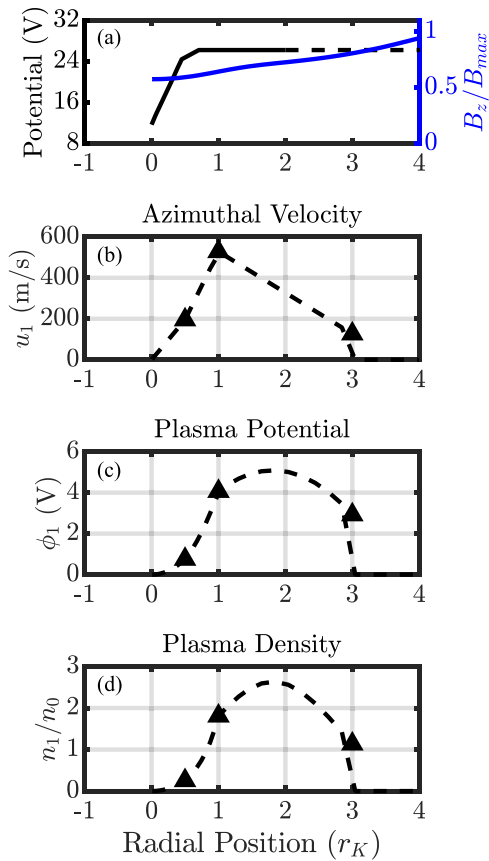 32
24
16
8
Potential (V)
(a)
1
0.5
0
B_z/B_{max}
-1 0 1 2 3 4
Azimuthal Velocity
600
400
200
0
u_1 (m/s)
(b)
-1 0 1 2 3 4
Plasma Potential
6
4
2
0
ϕ_1 (V)
(c)
-1 0 1 2 3 4
Plasma Density
3
2
1
0
n_1/n_0
(d)
-1 0 1 2 3 4
Radial Position (r_K)